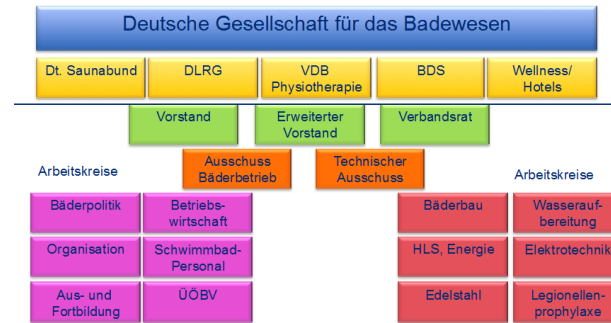 Deutsche Gesellschaft für das Badewesen
Dt. Saunabund
DLRG
VDB
Physiotherapie
BDS
Wellness/
Hotels
Vorstand
Erweiterter
Vorstand
Verbandsrat
Ausschuss
Bäderbetrieb
Technischer
Ausschuss
Arbeitskreise
Arbeitskreise
Bäderpolitik
Betriebs-
wirtschaft
Bäderbau
Wasserauf-
bereitung
Organisation
Schwimmbad-
Personal
HLS, Energie
Elektrotechnik
Aus- und
Fortbildung
ÜÖBV
Edelstahl
Legionellen-
prophylaxe